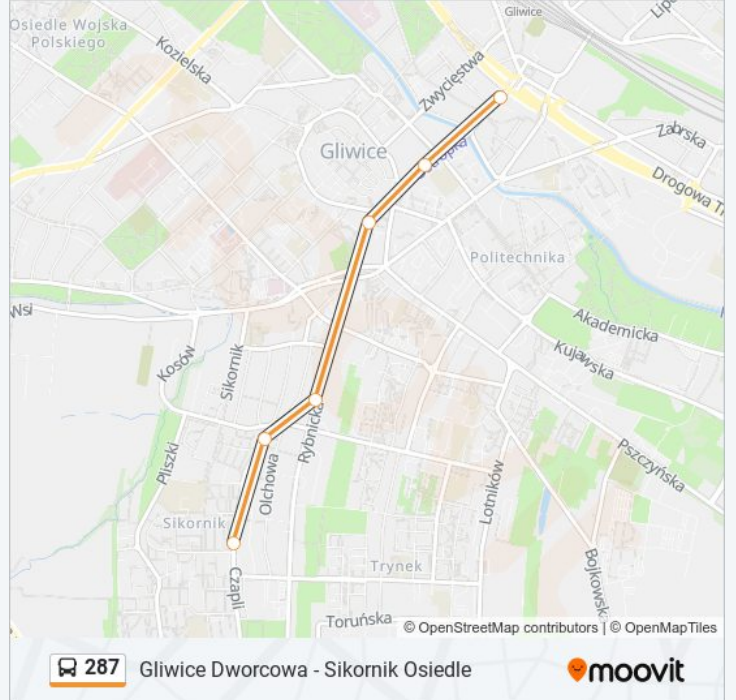 Gliwice
Osiedle Wojska
Polskiego
Lipo
Kozielska
Zwycięstwa
Zabrska
Gliwice
Drogowa Tr
Politechnika
Wsi
Akademicka
Kosów
Sikornik
Kujawska
Rybnicka
Pliszki
Olchowa
Pszczyńska
Lotników
Sikornik
Trynek
Czapli
Bojkowska
Toruńska
© OpenStreetMap contributors | © OpenMapTiles
287 Gliwice Dworcowa - Sikornik Osiedle
moovit